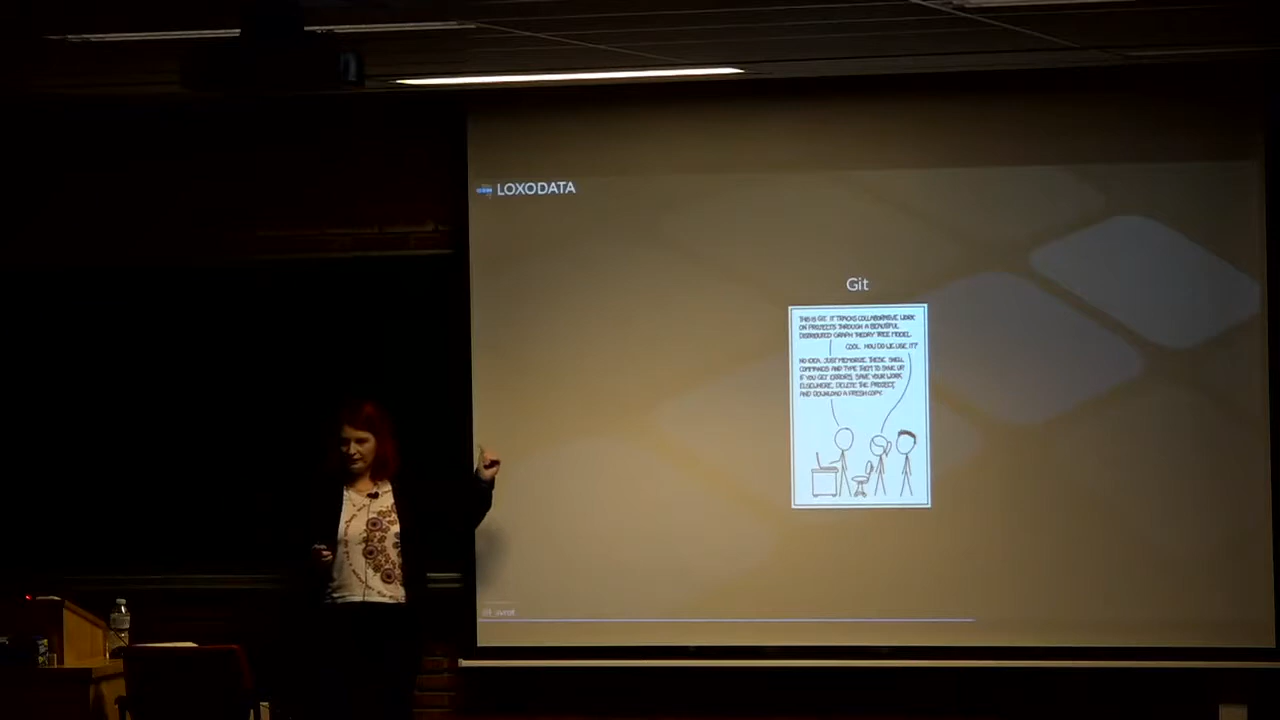 LOXODATA
Git
THIS IS GIT. IT TRACKS COLLABORATIVE WORK
ON PROJECTS THROUGH A BEAUTIFUL
DISTRIBUTED GRAPH THEORY TREE MODEL.
COOL. HOW DO WE USE IT?
NO IDEA. JUST MEMORIZE THESE SHELL
COMMANDS AND TYPE THEM TO SYNC UP.
IF YOU GET ERRORS, SAVE YOUR WORK
ELSEWHERE, DELETE THE PROJECT,
AND DOWNLOAD A FRESH COPY.